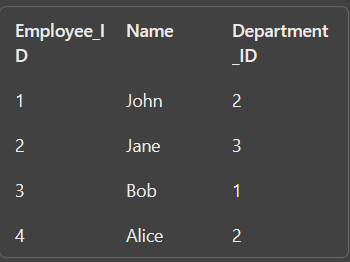 Employee_I Name Department
D _ID
1 John 2
2 Jane 3
3 Bob 1
4 Alice 2